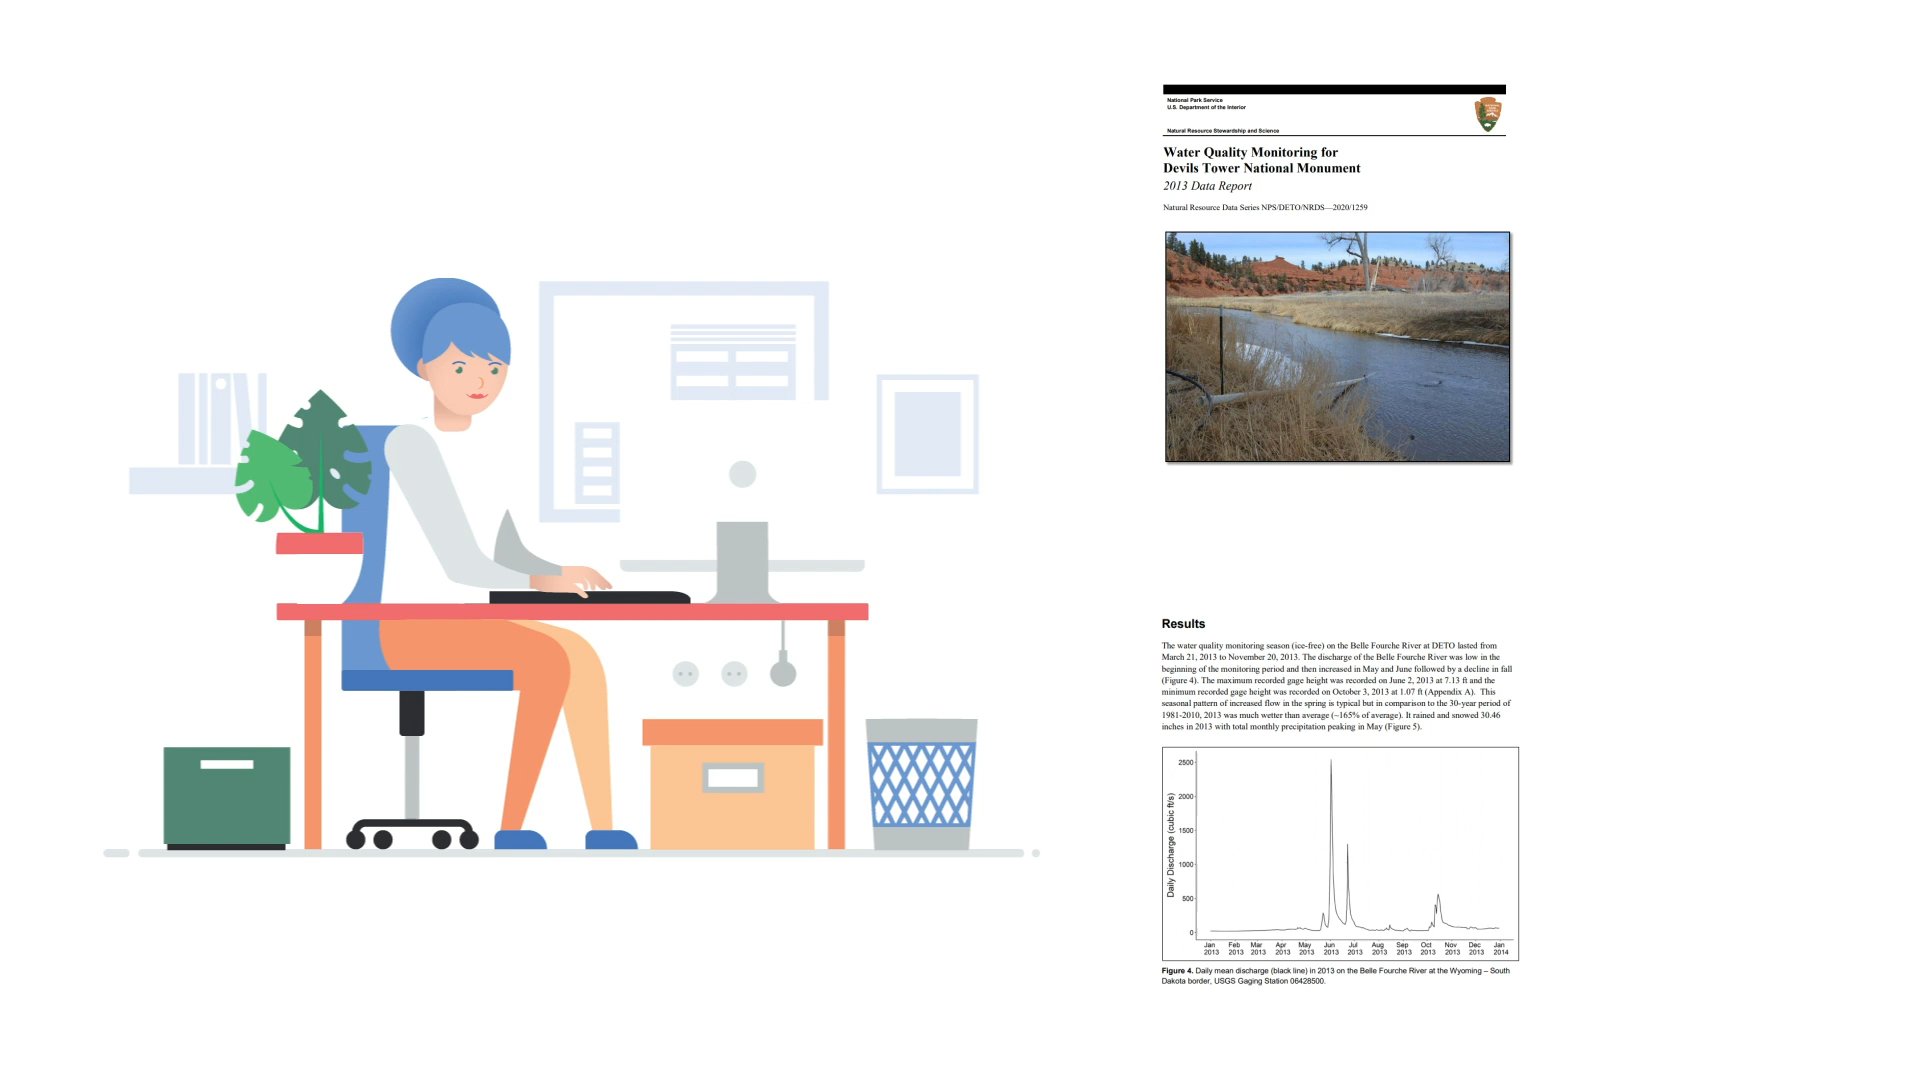 National Park Service
U.S. Department of the Interior
Natural Resource Stewardship and Science
Water Quality Monitoring for
Devils Tower National Monument
2013 Data Report
Natural Resource Data Series NPS/DETO/NRDS—2020/1259
Results
The water quality monitoring season (ice-free) on the Belle Fourche River at DETO lasted from
March 21, 2013 to November 20, 2013. The discharge of the Belle Fourche River was low in the
beginning of the monitoring period and then increased in May and June followed by a decline in fall
(Figure 4). The maximum recorded gage height was recorded on June 2, 2013 at 7.13 ft and the
minimum recorded gage height was recorded on October 3, 2013 at 1.07 ft (Appendix A). This
seasonal pattern of increased flow in the spring is typical but in comparison to the 30-year period of
1981-2010, 2013 was much wetter than average (~165% of average). It rained and snowed 30.46
inches in 2013 with total monthly precipitation peaking in May (Figure 5).
Daily Discharge (cubic ft/s)
2500
2000
1500
1000
500
0
Jan Feb Mar Apr May Jun Jul Aug Sep Oct Nov Dec Jan
2013 2013 2013 2013 2013 2013 2013 2013 2013 2013 2013 2013 2014
Figure 4. Daily mean discharge (black line) in 2013 on the Belle Fourche River at the Wyoming – South
Dakota border, USGS Gaging Station 06428500.